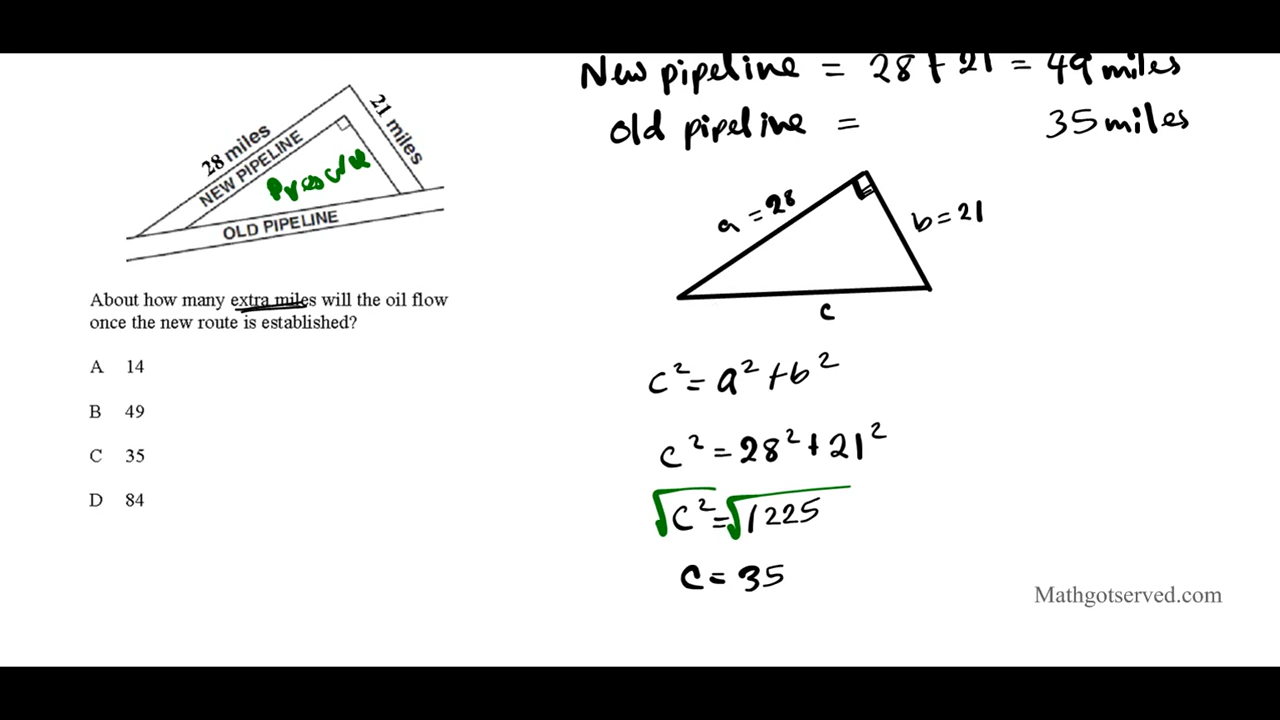 28 miles
21 miles
NEW PIPELINE
OLD PIPELINE
About how many extra miles will the oil flow
once the new route is established?
A 14
B 49
C 35
D 84
New pipeline = 28 + 21 = 49 miles
Old pipeline = 35 miles
a = 28
b = 21
c
c² = a² + b²
c² = 28² + 21²
√c² = √1225
c = 35
Mathgotserved.com